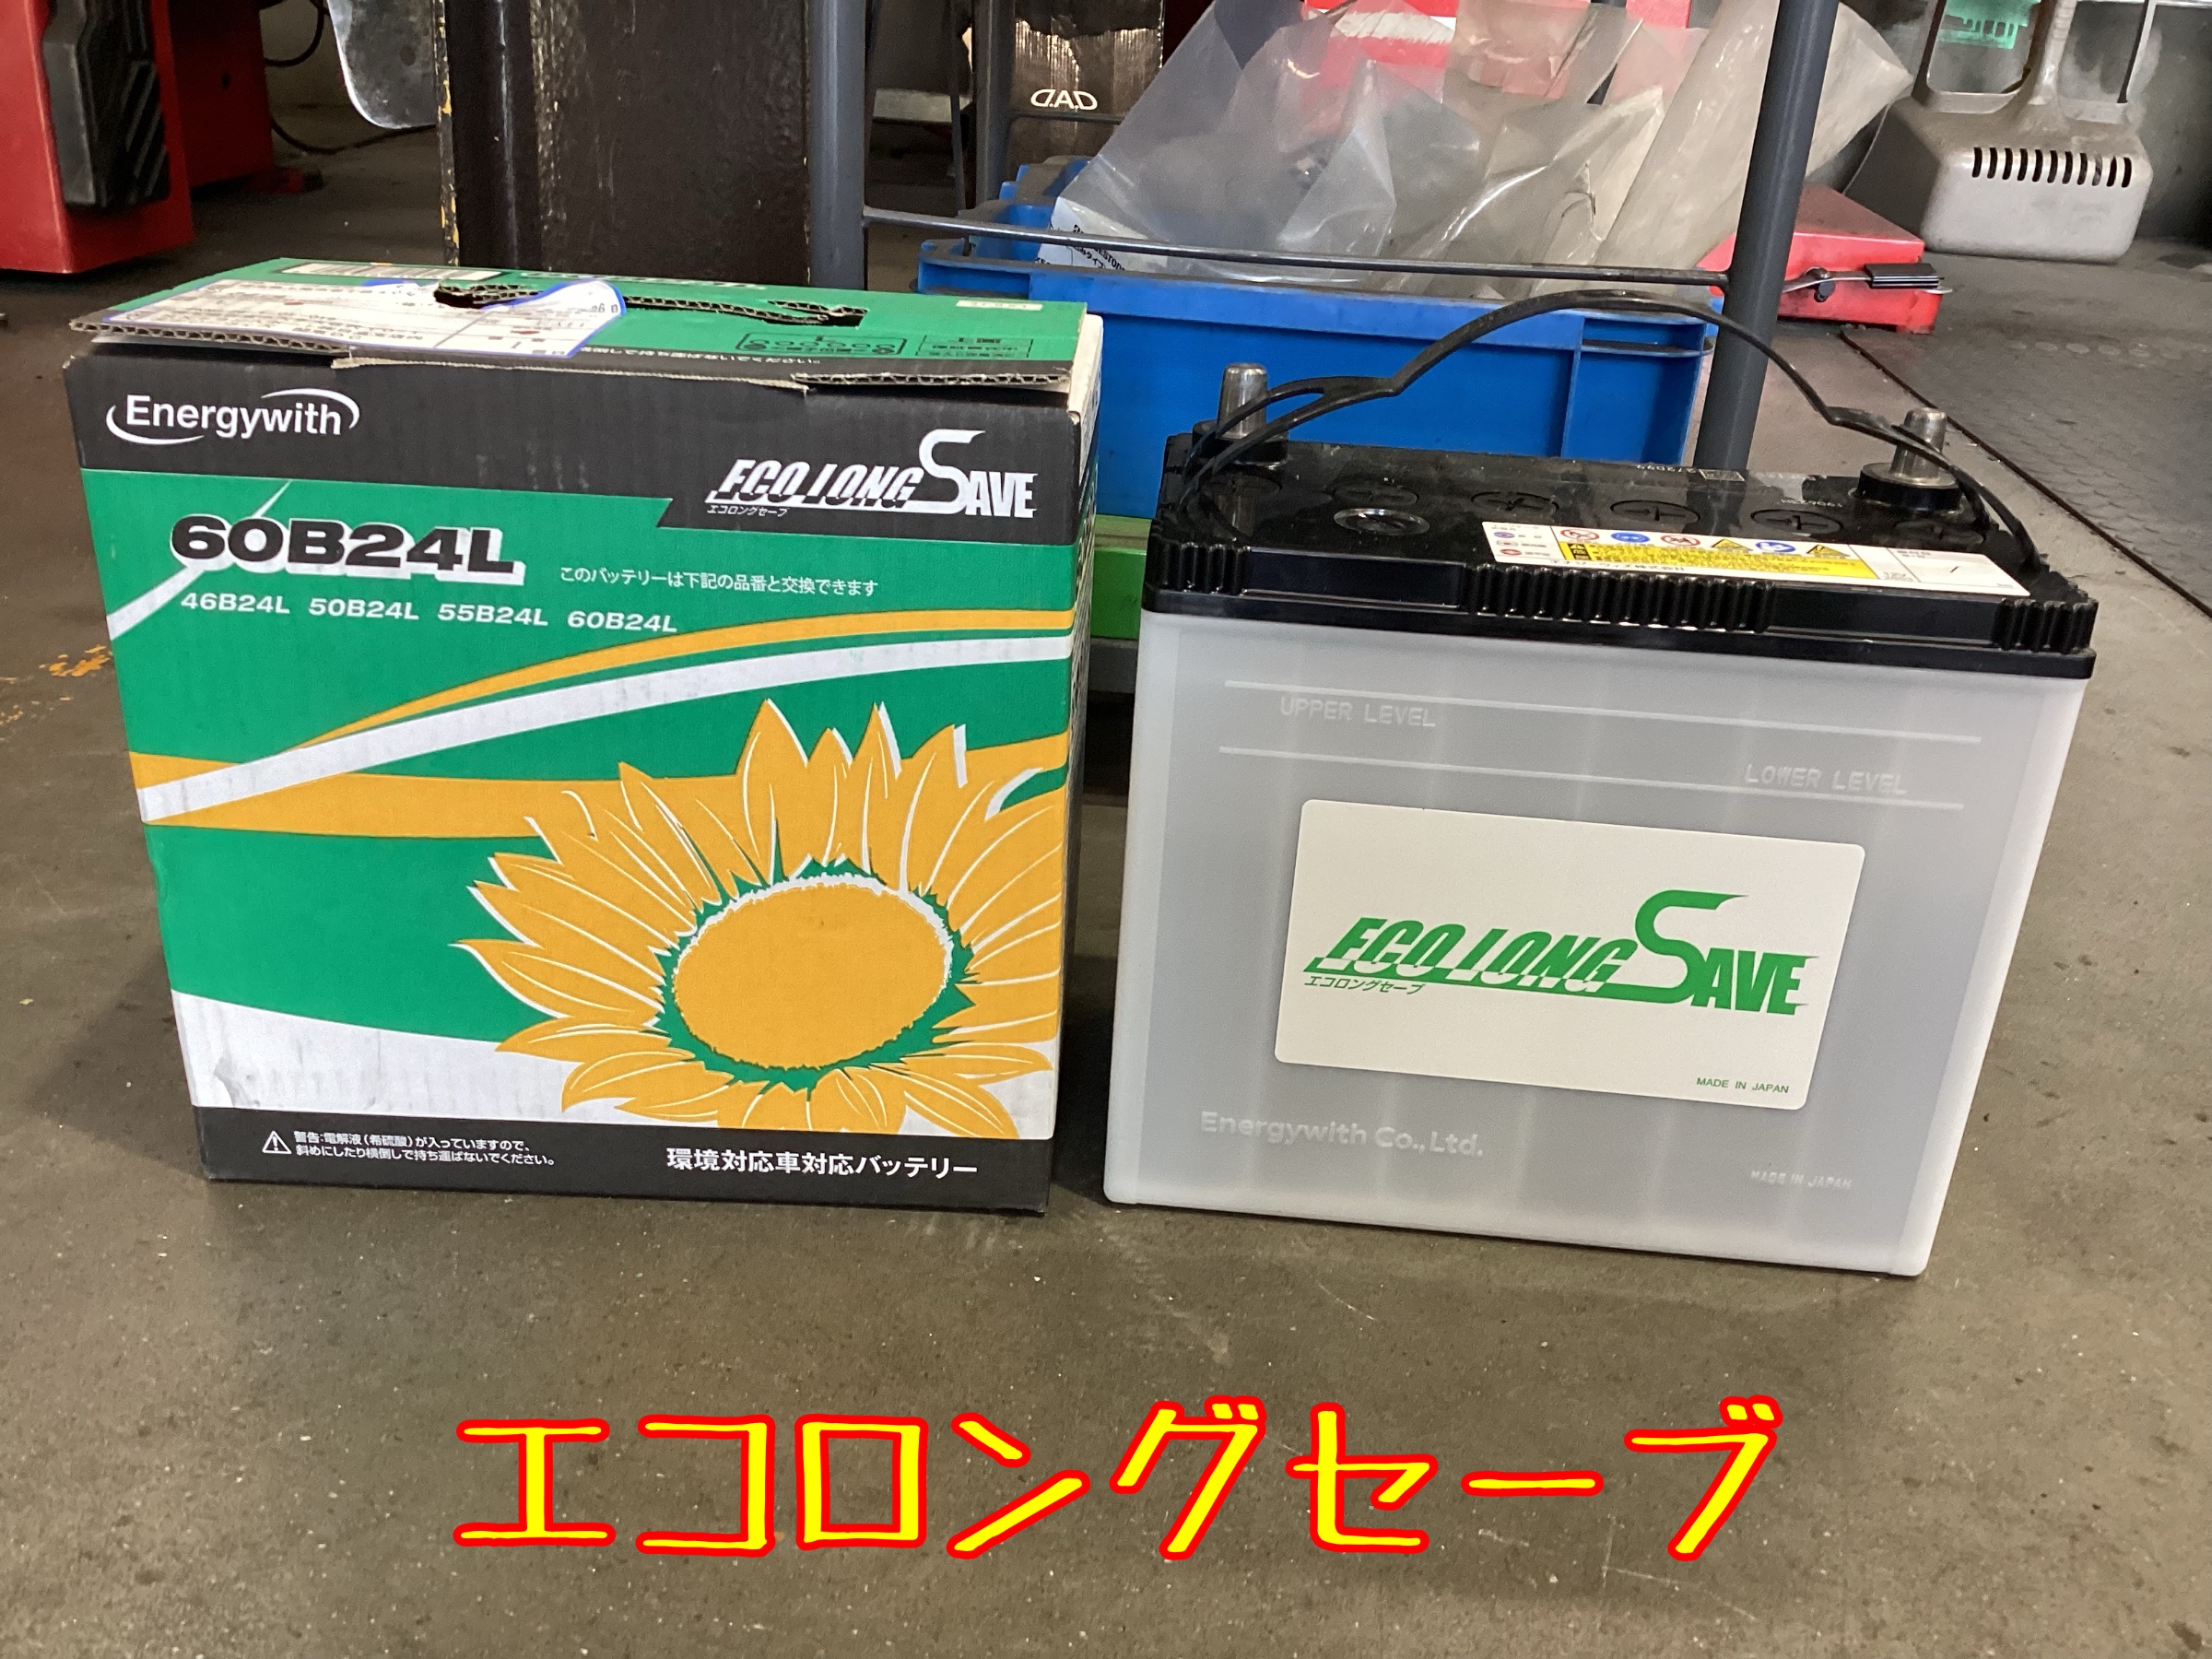 D.A.D
Energywith
ECO LONG SAVE
エコロングセーブ
60B24L
このバッテリーは下記の品番と交換できます
46B24L 50B24L 55B24L 60B24L
警告:電解液(希硫酸)が入っていますので、
斜めにしたり横倒しで持ち運ばないでください。
環境対応車対応バッテリー
UPPER LEVEL
LOWER LEVEL
ECO LONG SAVE
エコロングセーブ
MADE IN JAPAN
Energywith Co.,Ltd.
MADE IN JAPAN
エコロングセーブ